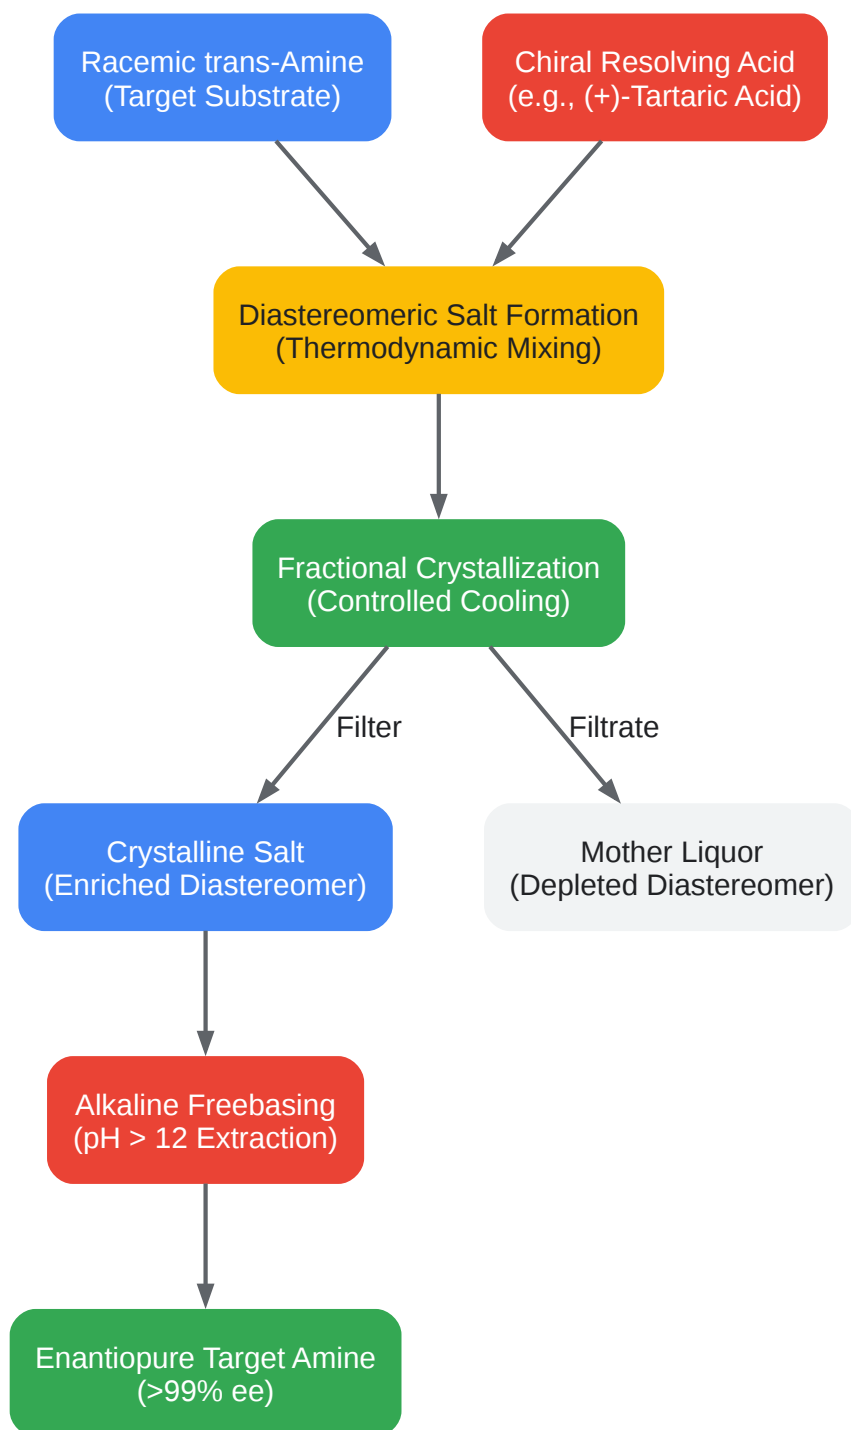 Racemic trans-Amine
(Target Substrate)
Chiral Resolving Acid
(e.g., (+)-Tartaric Acid)
Diastereomeric Salt Formation
(Thermodynamic Mixing)
Fractional Crystallization
(Controlled Cooling)
Filter
Filtrate
Crystalline Salt
(Enriched Diastereomer)
Mother Liquor
(Depleted Diastereomer)
Alkaline Freebasing
(pH > 12 Extraction)
Enantiopure Target Amine
(>99% ee)